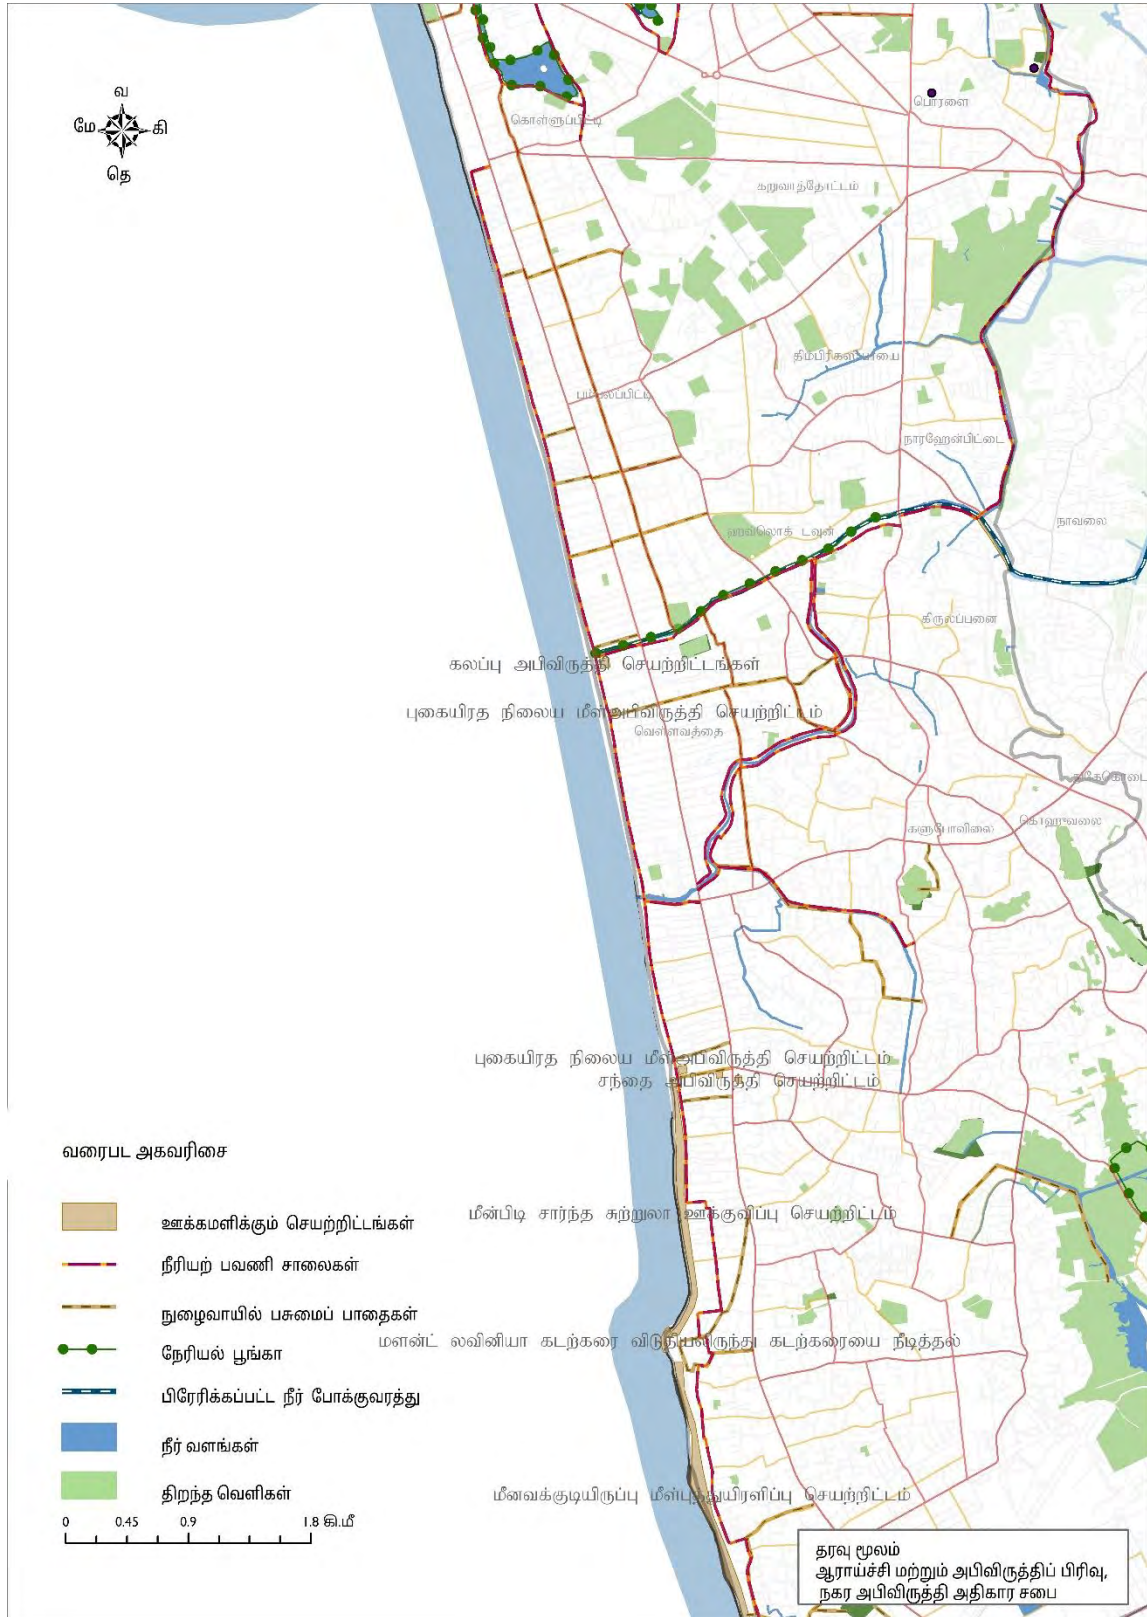 வ
மே
கி
தெ
கொள்ளுப்பிட்டி
பொரளை
கறுவாத்தோட்டம்
திம்பிரிகஸ்யாயை
பம்பலப்பிட்டி
நாரஹேன்பிட்டை
நாவலை
ஹவ்லொக் டவுன்
கிருலப்பனை
கலப்பு அபிவிருத்தி செயற்றிட்டங்கள்
புகையிரத நிலைய மீள்அபிவிருத்தி செயற்றிட்டம்
வெள்ளவத்தை
களுபோவிலை
கொஹுவலை
புகையிரத நிலைய மீள்அபிவிருத்தி செயற்றிட்டம்
சந்தை அபிவிருத்தி செயற்றிட்டம்
மீன்பிடி சார்ந்த சுற்றுலா ஊக்குவிப்பு செயற்றிட்டம்
மளன்ட் லவினியா கடற்கரை விடுதியிலிருந்து கடற்கரையை நீடித்தல்
மீனவக்குடியிருப்பு மீள்புத்துயிரளிப்பு செயற்றிட்டம்
வரைபட அகவரிசை
ஊக்கமளிக்கும் செயற்றிட்டங்கள்
நீரியற் பவணி சாலைகள்
நுழைவாயில் பசுமைப் பாதைகள்
நேரியல் பூங்கா
பிரேரிக்கப்பட்ட நீர் போக்குவரத்து
நீர் வளங்கள்
திறந்த வெளிகள்
0 0.45 0.9 1.8 கி.மீ
தரவு மூலம்
ஆராய்ச்சி மற்றும் அபிவிருத்திப் பிரிவு,
நகர அபிவிருத்தி அதிகார சபை